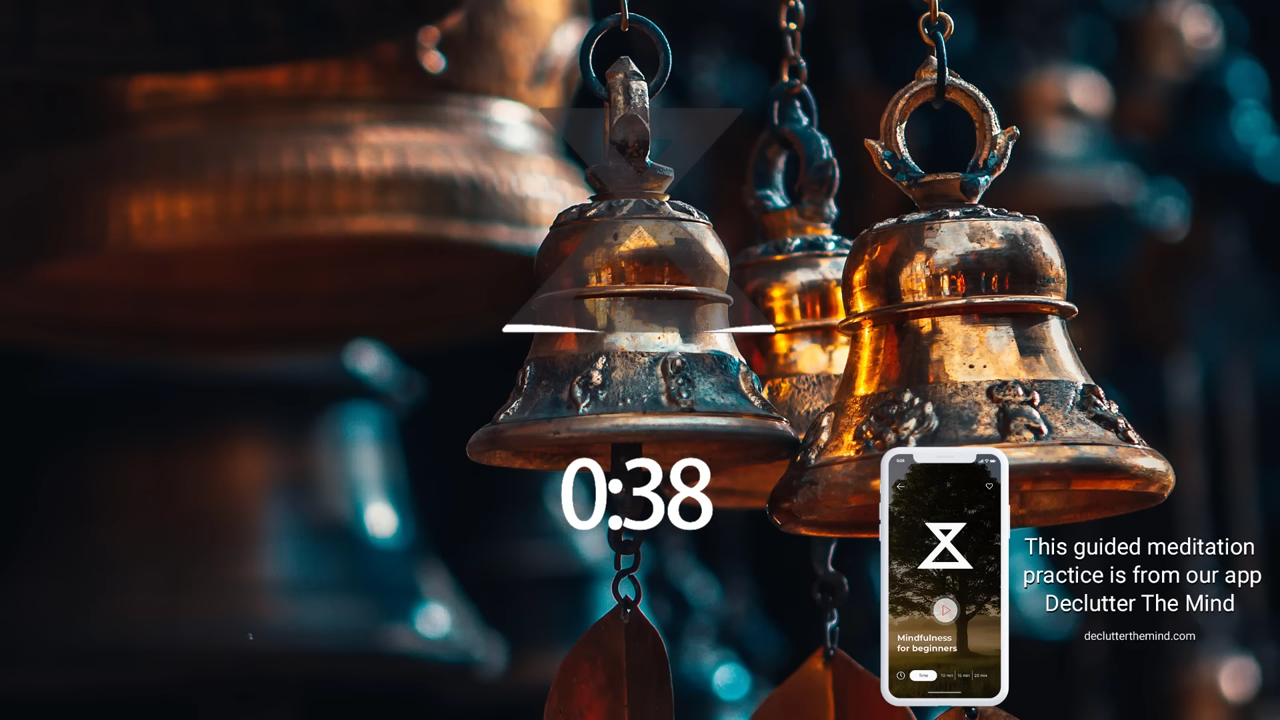 0:38
This guided meditation
practice is from our app
Declutter The Mind
declutterthemind.com
Mindfulness
for beginners